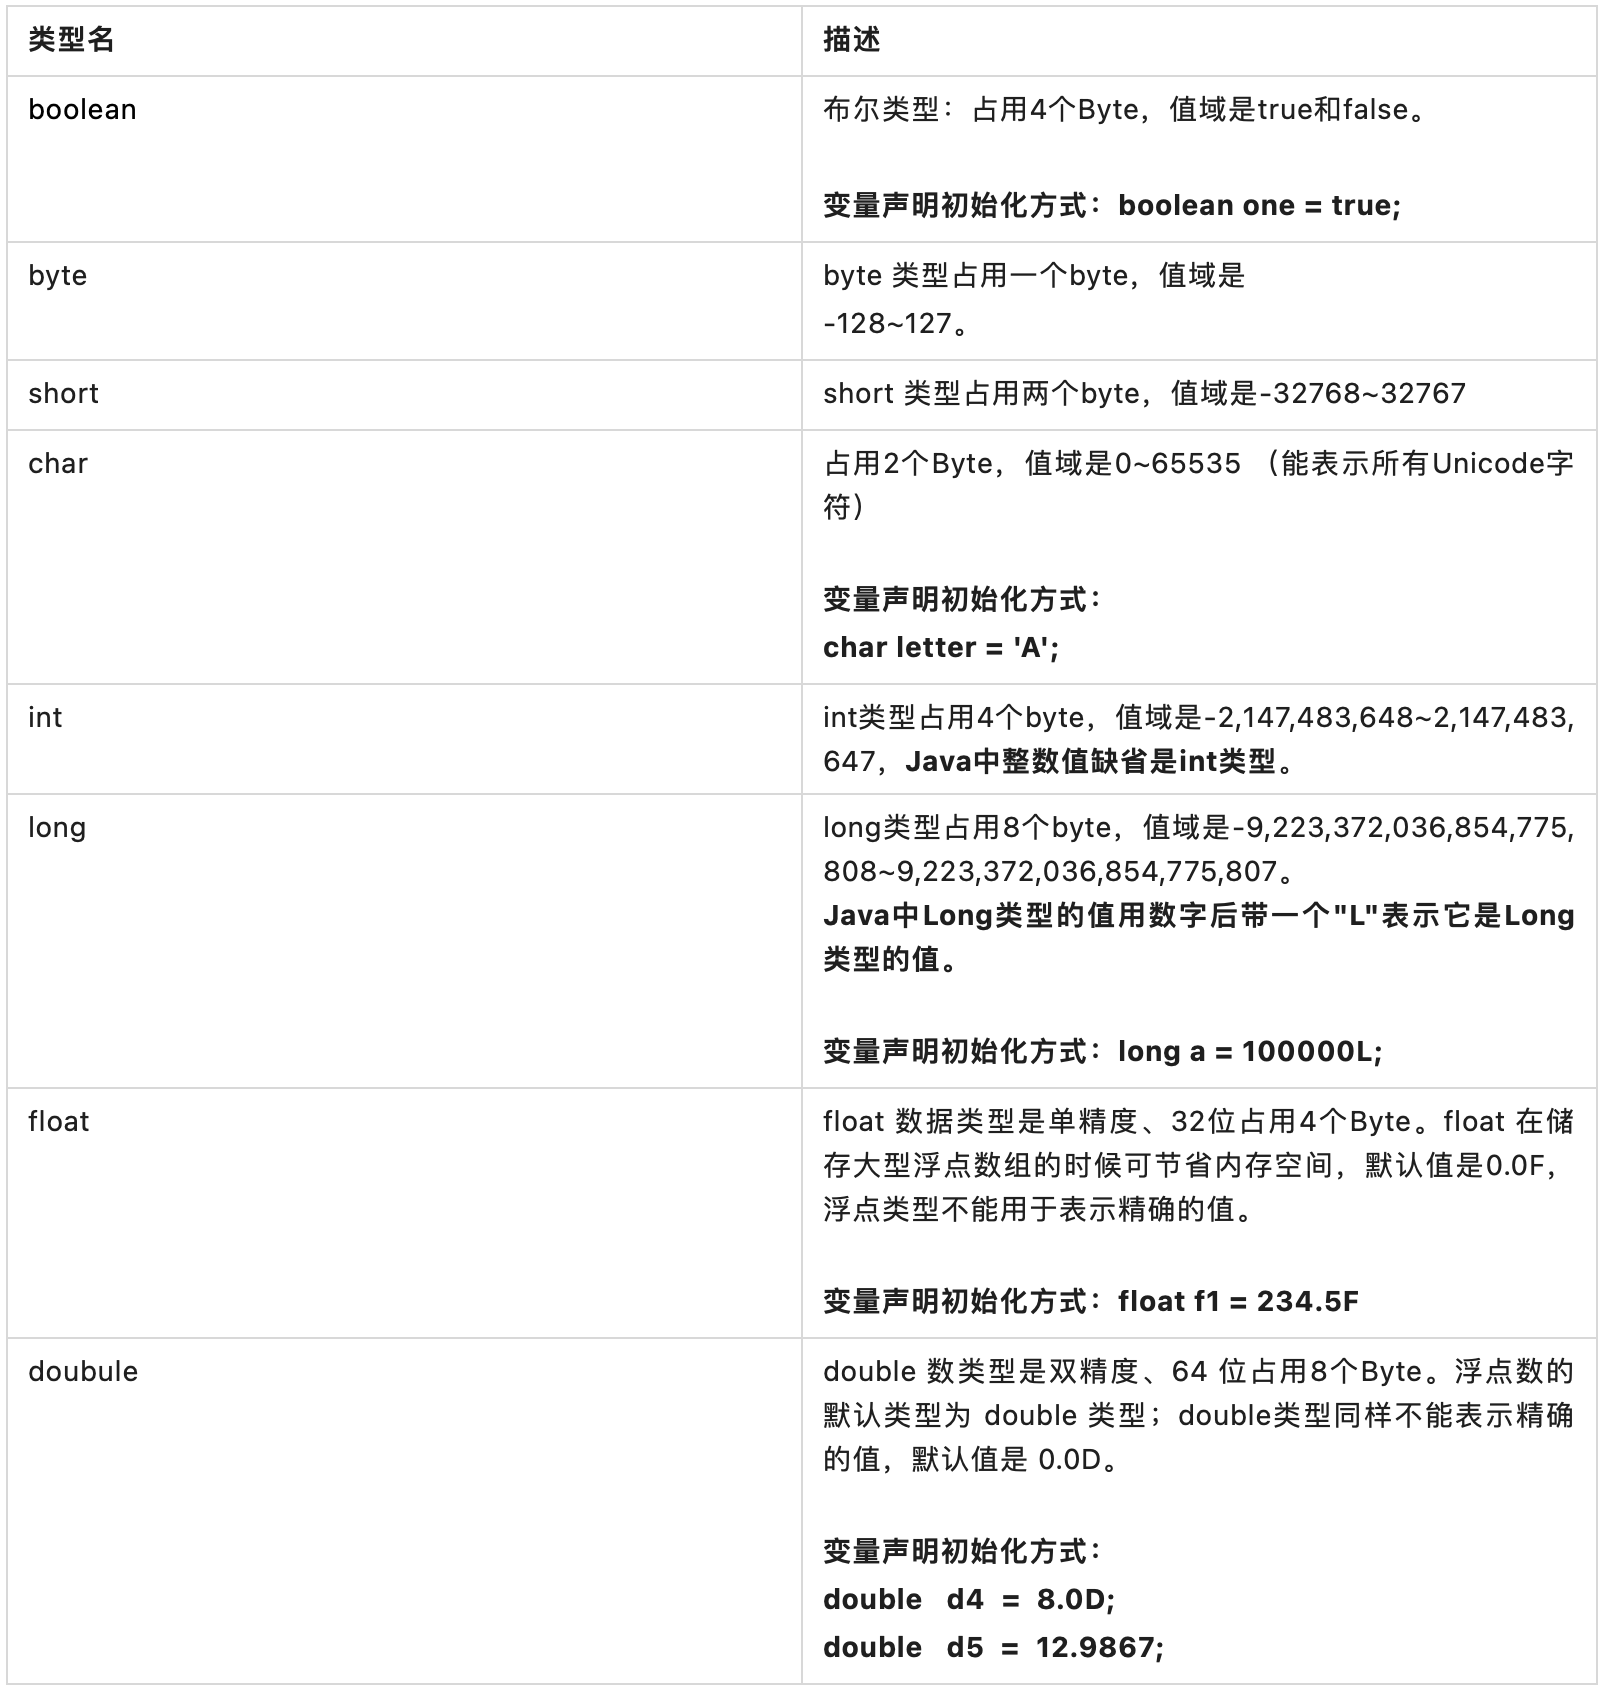 类型名
描述
boolean
布尔类型：占用4个Byte，值域是true和false。
变量声明初始化方式：boolean one = true;
byte
byte 类型占用一个byte，值域是
-128~127。
short
short 类型占用两个byte，值域是-32768~32767
char
占用2个Byte，值域是0~65535 （能表示所有Unicode字
符）
变量声明初始化方式：
char letter = 'A';
int
int类型占用4个byte，值域是-2,147,483,648~2,147,483,
647，Java中整数值缺省是int类型。
long
long类型占用8个byte，值域是-9,223,372,036,854,775,
808~9,223,372,036,854,775,807。
Java中Long类型的值用数字后带一个"L"表示它是Long
类型的值。
变量声明初始化方式：long a = 100000L;
float
float 数据类型是单精度、32位占用4个Byte。float 在储
存大型浮点数组的时候可节省内存空间，默认值是0.0F，
浮点类型不能用于表示精确的值。
变量声明初始化方式：float f1 = 234.5F
doubule
double 数类型是双精度、64 位占用8个Byte。浮点数的
默认类型为 double 类型；double类型同样不能表示精确
的值，默认值是 0.0D。
变量声明初始化方式：
double d4 = 8.0D;
double d5 = 12.9867;